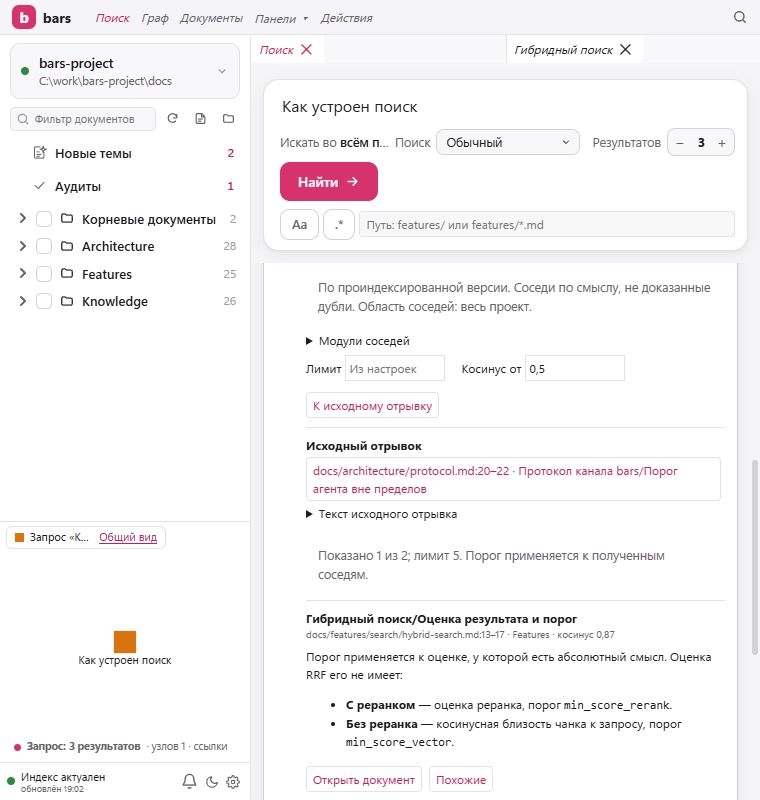 b bars Поиск Граф Документы Панели Действия
bars-project
C:\work\bars-project\docs
Фильтр документов
Новые темы 2
Аудиты 1
Корневые документы 2
Architecture 28
Features 25
Knowledge 26
Запрос «К... Общий вид
Как устроен поиск
Запрос: 3 результатов · узлов 1 · ссылки
Индекс актуален
обновлён 19:02
Поиск
Гибридный поиск
Как устроен поиск
Искать во всём п... Поиск Обычный Результатов − 3 +
Найти →
Aa .* Путь: features/ или features/*.md
По проиндексированной версии. Соседи по смыслу, не доказанные
дубли. Область соседей: весь проект.
Модули соседей
Лимит Из настроек Косинус от 0,5
К исходному отрывку
Исходный отрывок
docs/architecture/protocol.md:20–22 · Протокол канала bars/Порог
агента вне пределов
Текст исходного отрывка
Показано 1 из 2; лимит 5. Порог применяется к полученным
соседям.
Гибридный поиск/Оценка результата и порог
docs/features/search/hybrid-search.md:13–17 · Features · косинус 0,87
Порог применяется к оценке, у которой есть абсолютный смысл. Оценка
RRF его не имеет:
• С реранком — оценка реранка, порог min_score_rerank.
• Без реранка — косинусная близость чанка к запросу, порог
min_score_vector.
Открыть документ Похожие